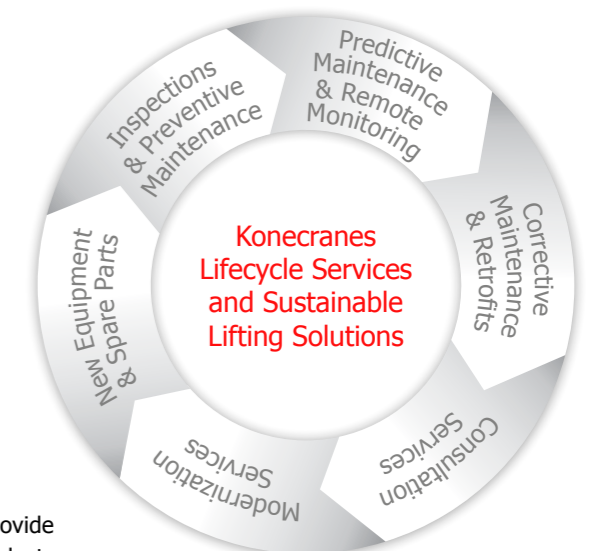 Konecranes
Lifecycle Services
and Sustainable
Lifting Solutions
Predictive
Maintenance
& Remote
Monitoring
Corrective
Maintenance
& Retrofits
Consultation
Services
Modernization
Services
New Equipment
& Spare Parts
Inspections
& Preventive
Maintenance